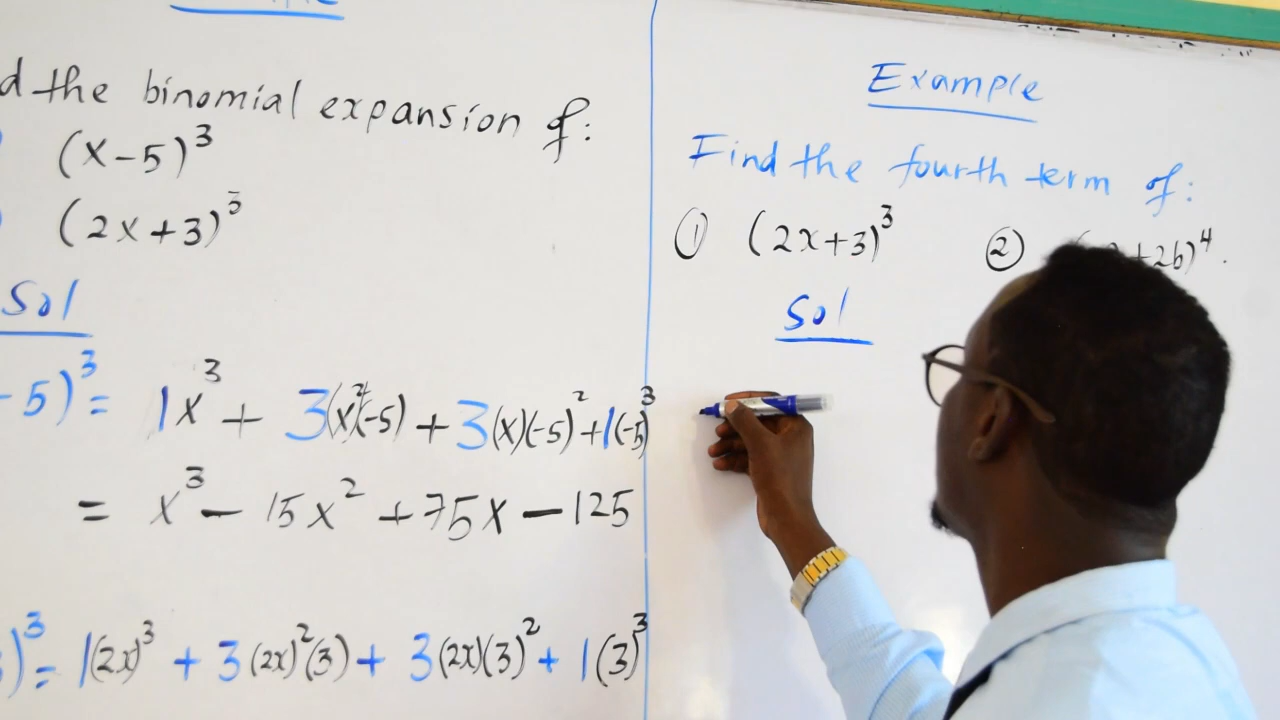 d the binomial expansion of:
(x-5)³
(2x+3)³
Sol
-5)³ = 1x³ + 3(x²)(-5) + 3(x)(-5)² + 1(-5)³
= x³ - 15x² + 75x - 125
)³ = 1(2x)³ + 3(2x)²(3) + 3(2x)(3)² + 1(3)³
Example
Find the fourth term of:
① (2x+3)³ ② +2b)⁴.
Sol